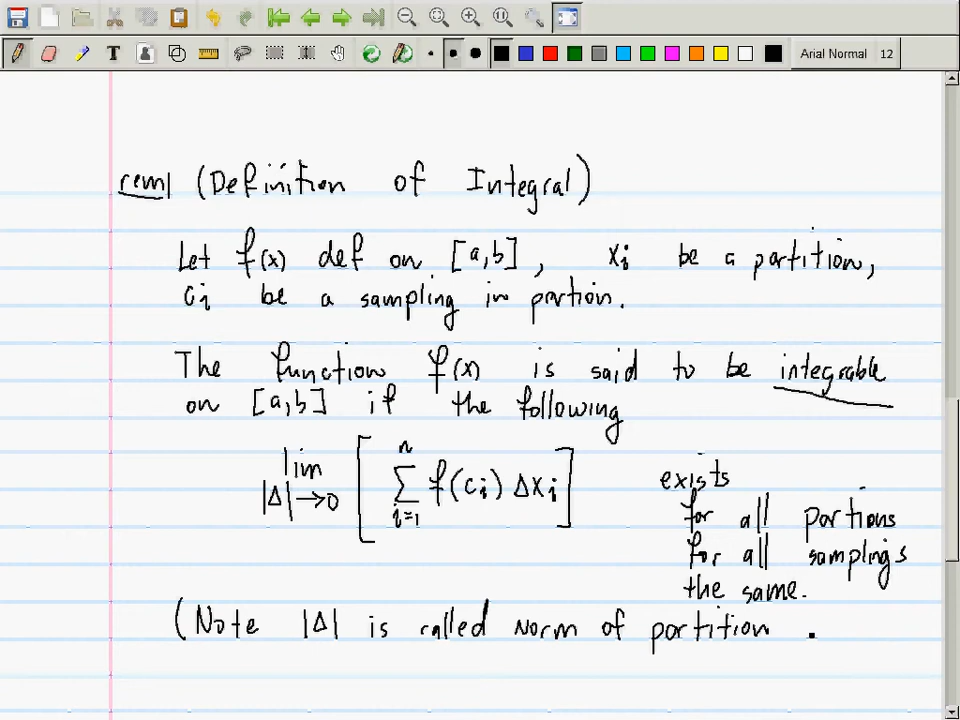 T
Arial Normal 12
rem (Definition of Integral)
Let f(x) def on [a,b], xi be a partition,
ci be a sampling in portion.
The function f(x) is said to be integrable
on [a,b] if the following
lim |Δ|→0 [ n ∑ i=1 f(ci) Δxi ] exists
for all portions
for all samplings
the same.
(Note |Δ| is called norm of partition .